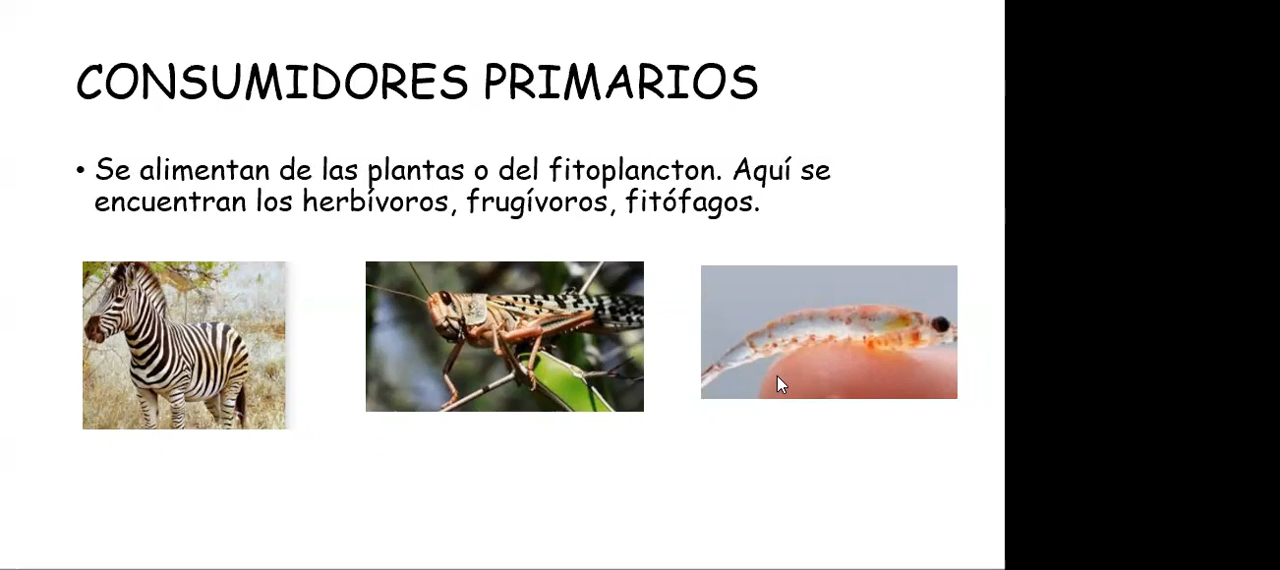 CONSUMIDORES PRIMARIOS
• Se alimentan de las plantas o del fitoplancton. Aquí se
encuentran los herbívoros, frugívoros, fitófagos.